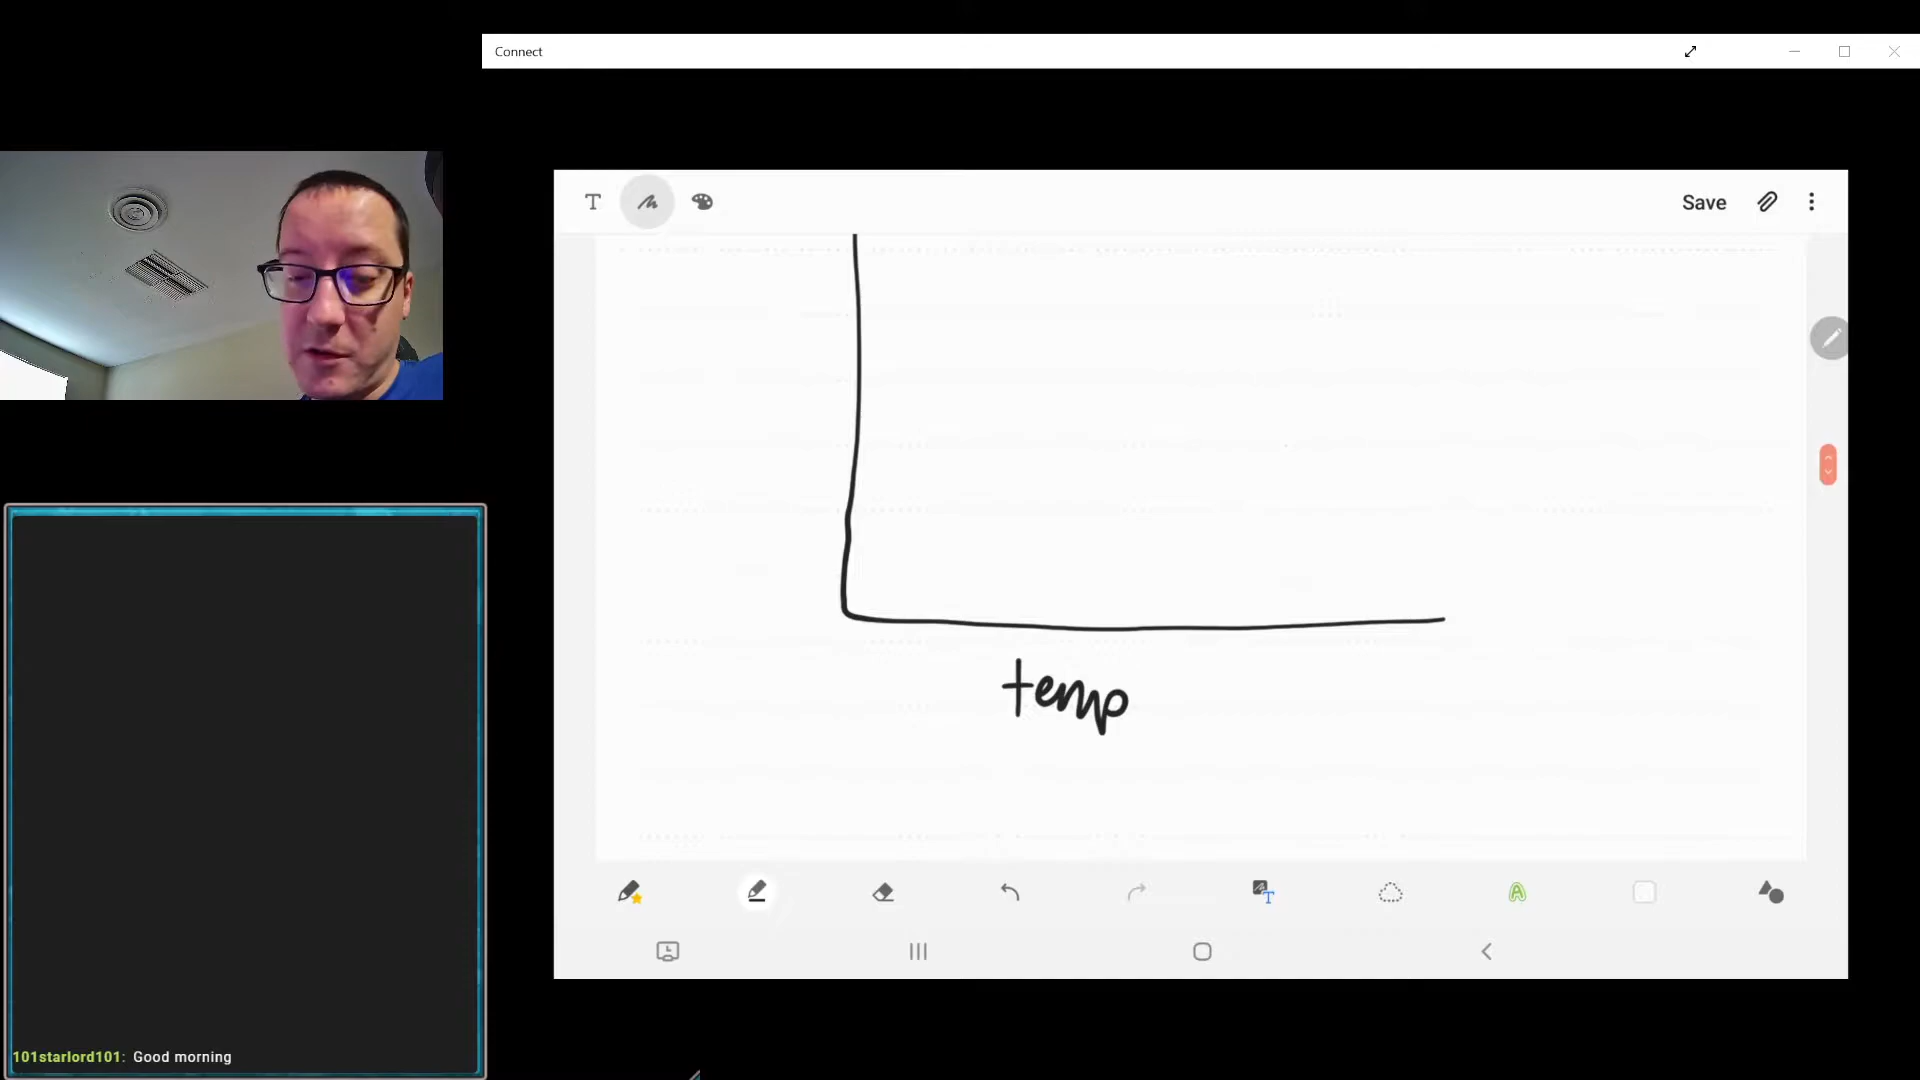 Connect
T
Save
temp
T
A
101starlord101: Good morning